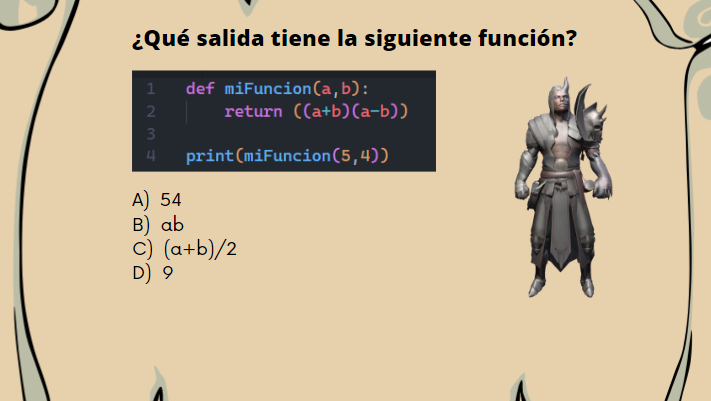 ¿Qué salida tiene la siguiente función?
1 def miFuncion(a,b):
2 return ((a+b)(a-b))
3
4 print(miFuncion(5,4))
A) 54
B) ab
C) (a+b)/2
D) 9